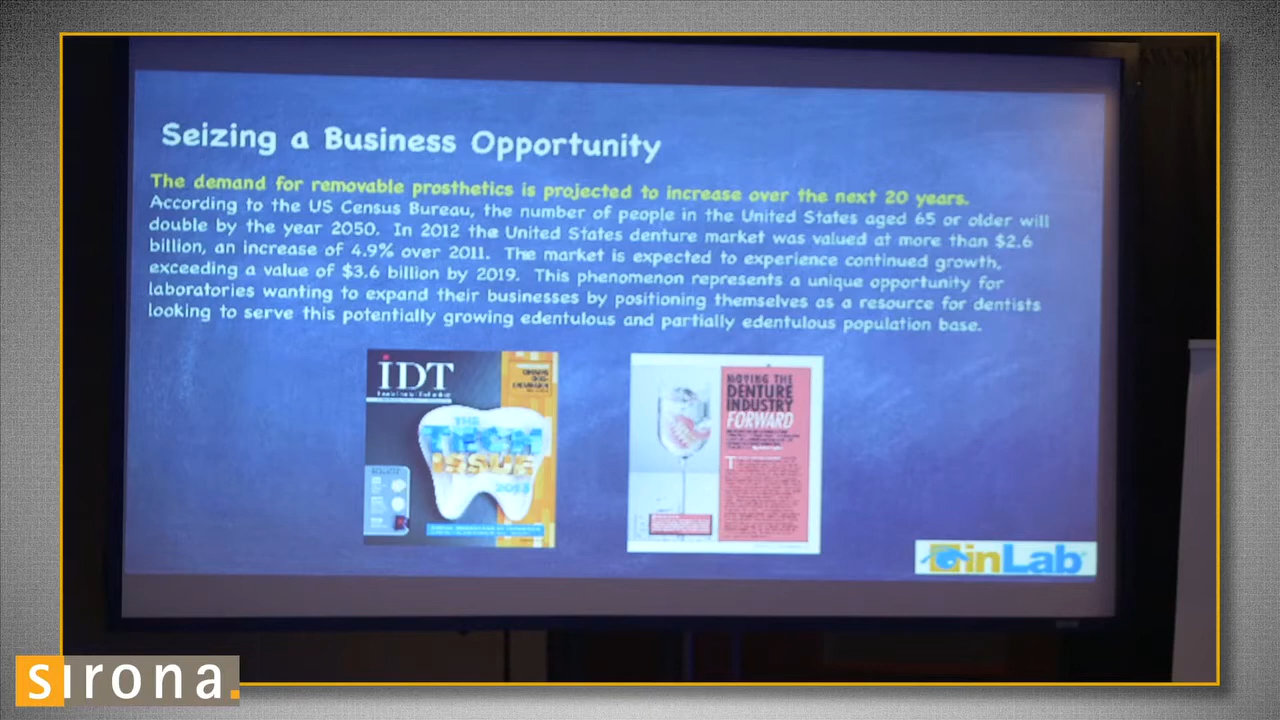 Seizing a Business Opportunity
The demand for removable prosthetics is projected to increase over the next 20 years.
According to the US Census Bureau, the number of people in the United States aged 65 or older will
double by the year 2050. In 2012 the United States denture market was valued at more than $2.6
billion, an increase of 4.9% over 2011. The market is expected to experience continued growth,
exceeding a value of $3.6 billion by 2019. This phenomenon represents a unique opportunity for
laboratories wanting to expand their businesses by positioning themselves as a resource for dentists
looking to serve this potentially growing edentulous and partially edentulous population base.
IDT
THE
ISSUE
2013
MOVING THE
DENTURE
INDUSTRY
FORWARD
inLab
sırona.